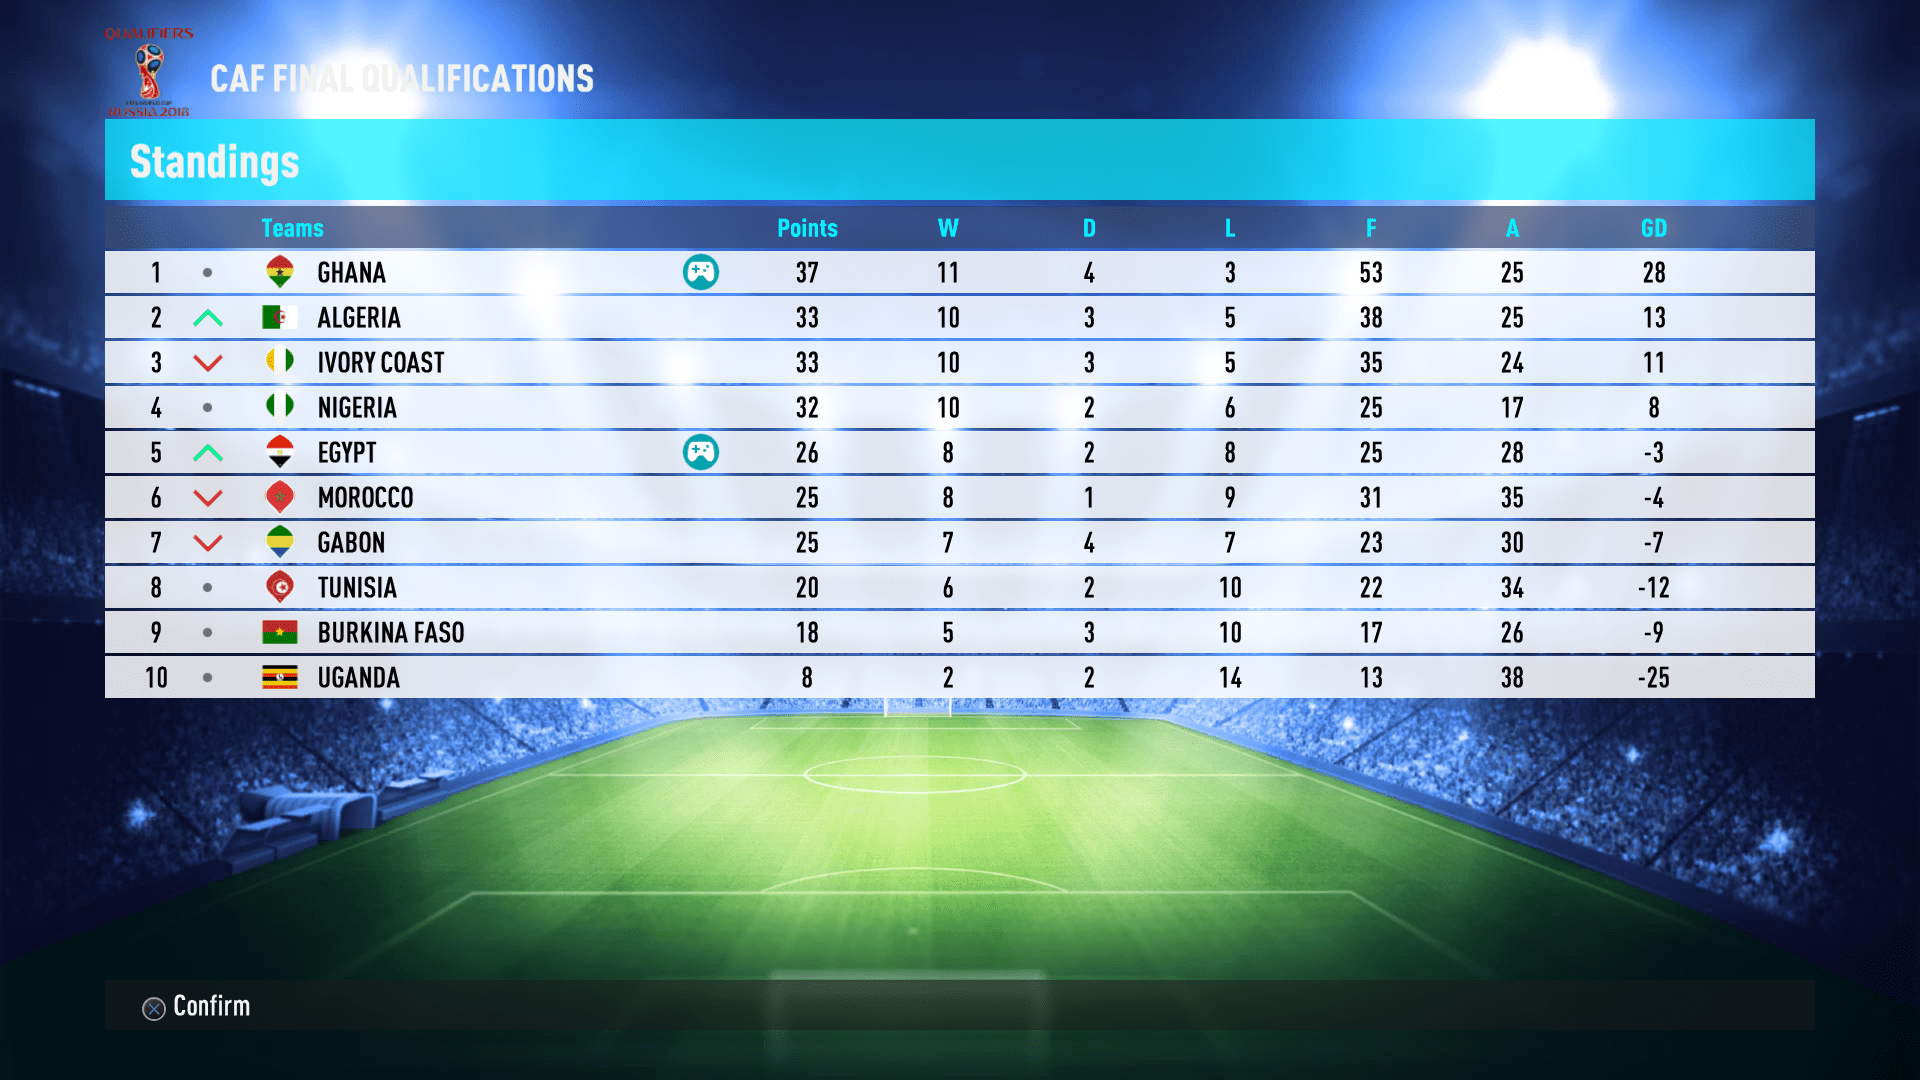 QUALIFIERS
FIFA WORLD CUP
RUSSIA 2018
CAF FINAL QUALIFICATIONS
Standings
Teams Points W D L F A GD
1 GHANA 37 11 4 3 53 25 28
2 ALGERIA 33 10 3 5 38 25 13
3 IVORY COAST 33 10 3 5 35 24 11
4 NIGERIA 32 10 2 6 25 17 8
5 EGYPT 26 8 2 8 25 28 -3
6 MOROCCO 25 8 1 9 31 35 -4
7 GABON 25 7 4 7 23 30 -7
8 TUNISIA 20 6 2 10 22 34 -12
9 BURKINA FASO 18 5 3 10 17 26 -9
10 UGANDA 8 2 2 14 13 38 -25
Confirm